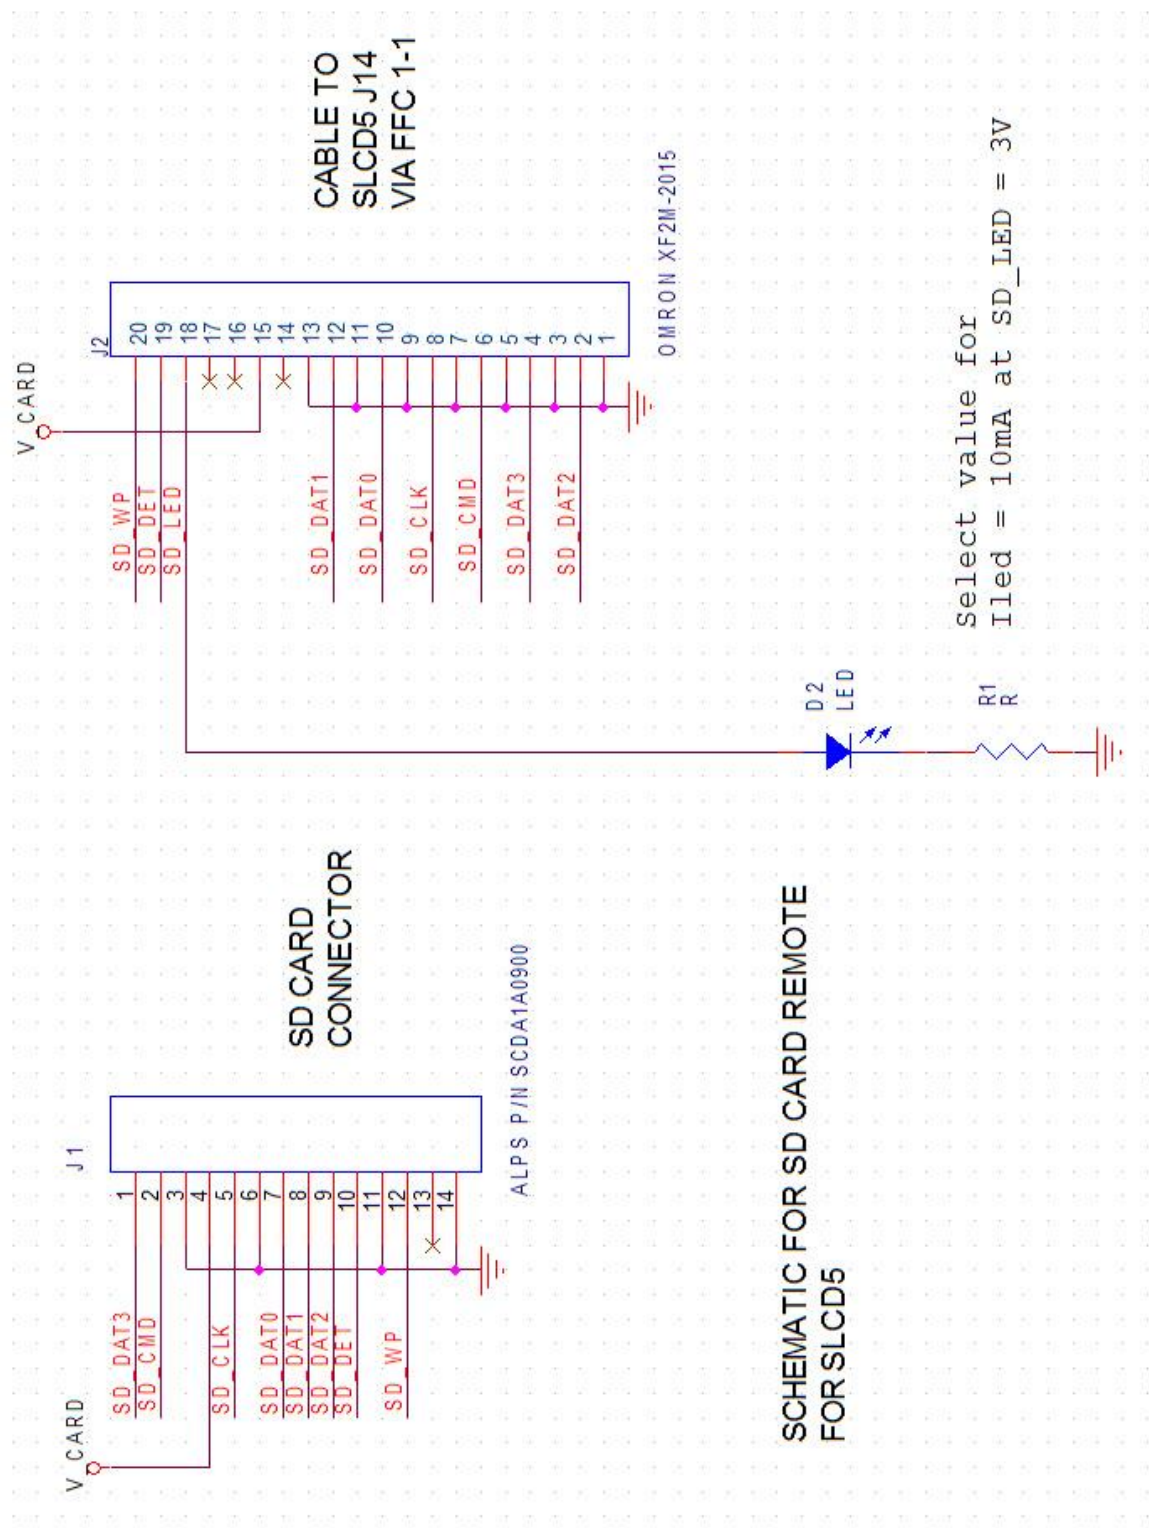 V_CARD
J1
1
2
3
4
5
6
7
8
9
10
11
12
13
14
SD_DAT3
SD_CMD
SD_CLK
SD_DAT0
SD_DAT1
SD_DAT2
SD_DET
SD_WP
SD CARD
CONNECTOR
ALPS P/N SCDA1A0900
V_CARD
J2
20
19
18
17
16
15
14
13
12
11
10
9
8
7
6
5
4
3
2
1
SD_WP
SD_DET
SD_LED
SD_DAT1
SD_DAT0
SD_CLK
SD_CMD
SD_DAT3
SD_DAT2
CABLE TO
SLCD5 J14
VIA FFC 1-1
OMRON XF2M-2015
D2
LED
R1
R
Select value for
Iled = 10mA at SD_LED = 3V
SCHEMATIC FOR SD CARD REMOTE
FOR SLCD5